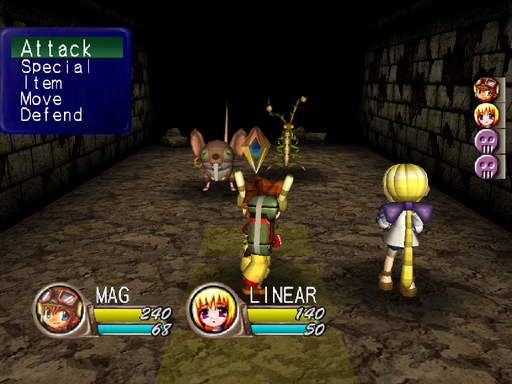 Attack
Special
Item
Move
Defend
MAG
240
68
LINEAR
140
50